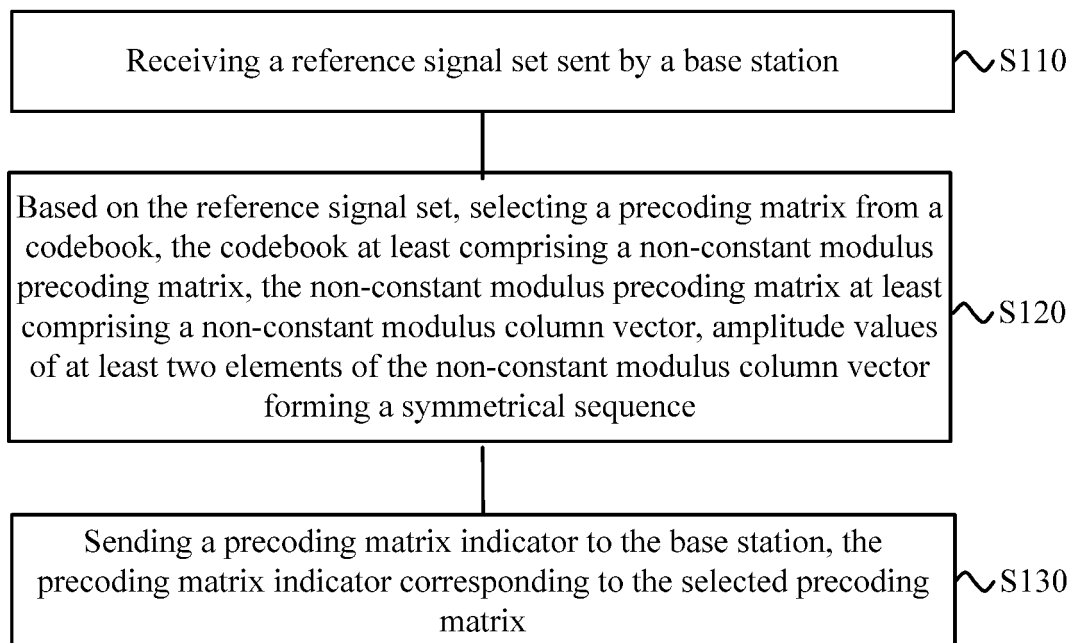 Receiving a reference signal set sent by a base station
S110
Based on the reference signal set, selecting a precoding matrix from a
codebook, the codebook at least comprising a non-constant modulus
precoding matrix, the non-constant modulus precoding matrix at least
comprising a non-constant modulus column vector, amplitude values
of at least two elements of the non-constant modulus column vector
forming a symmetrical sequence
S120
Sending a precoding matrix indicator to the base station, the
precoding matrix indicator corresponding to the selected precoding
matrix
S130